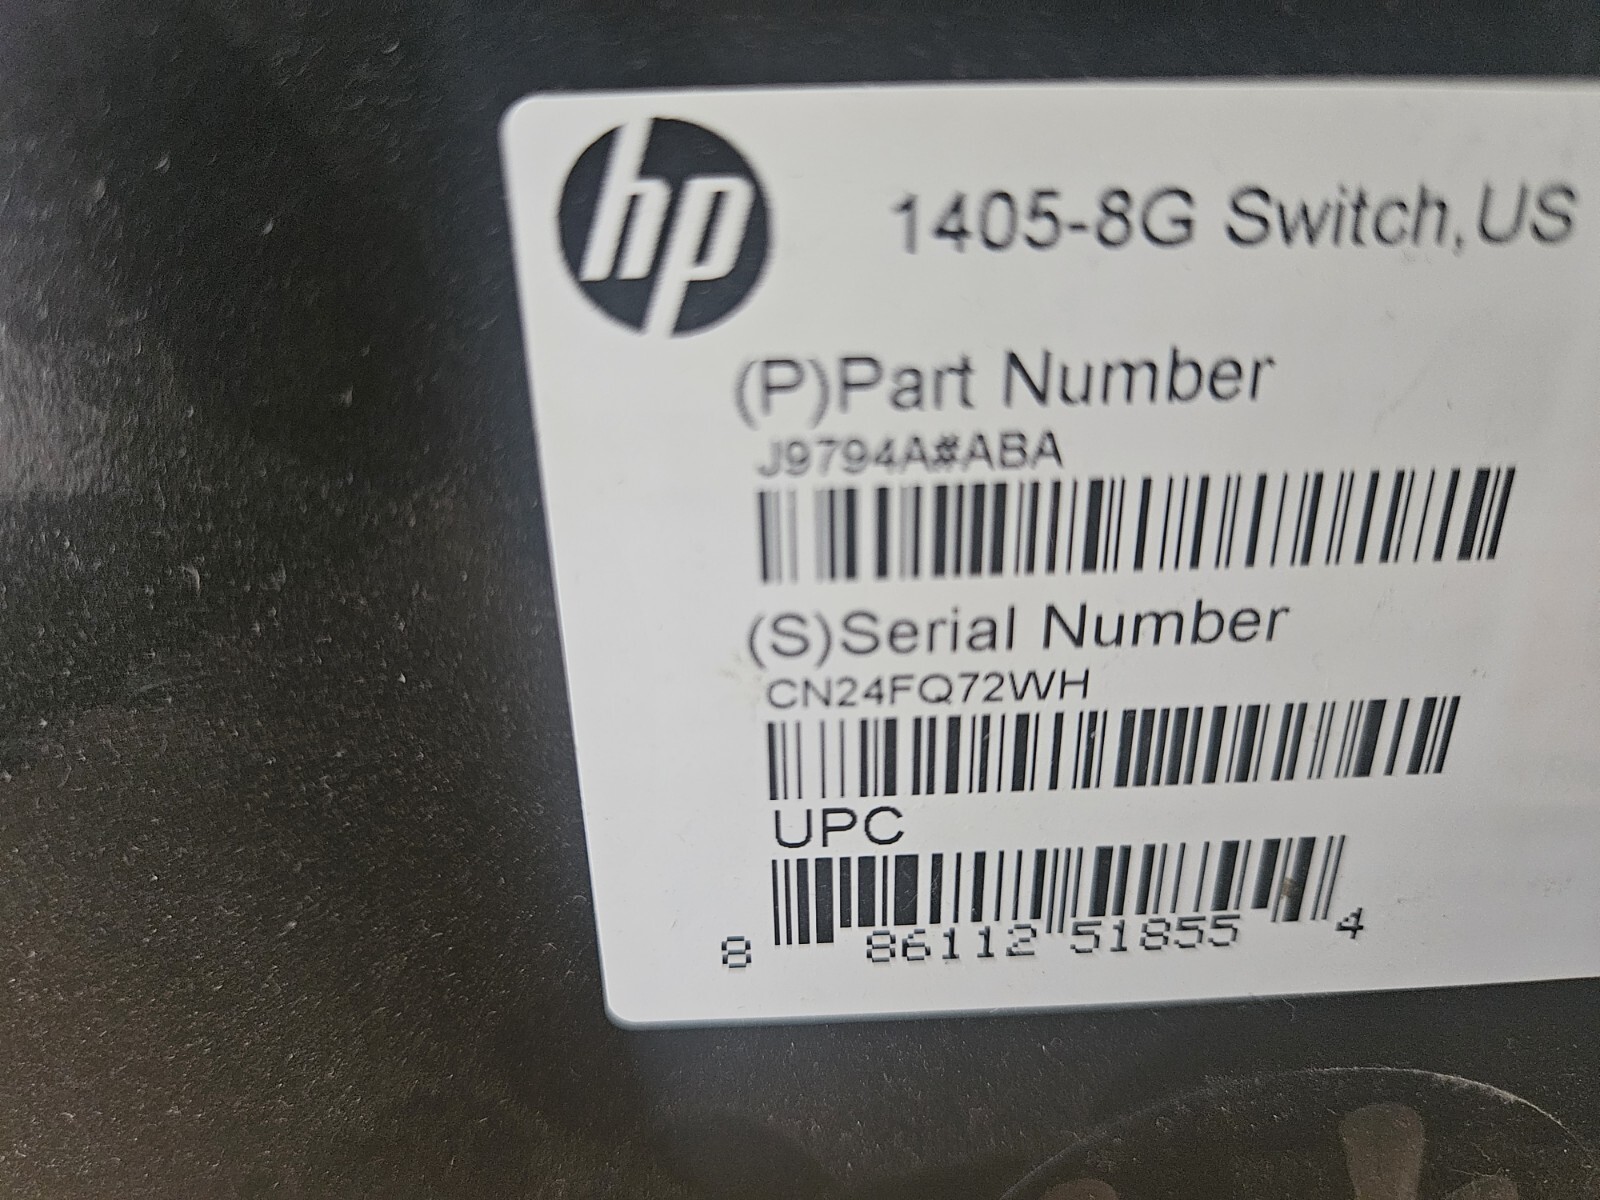 hp
1405-8G Switch,US
(P)Part Number
J9794A#ABA
(S)Serial Number
CN24FQ72WH
UPC
8 86112 51855 4